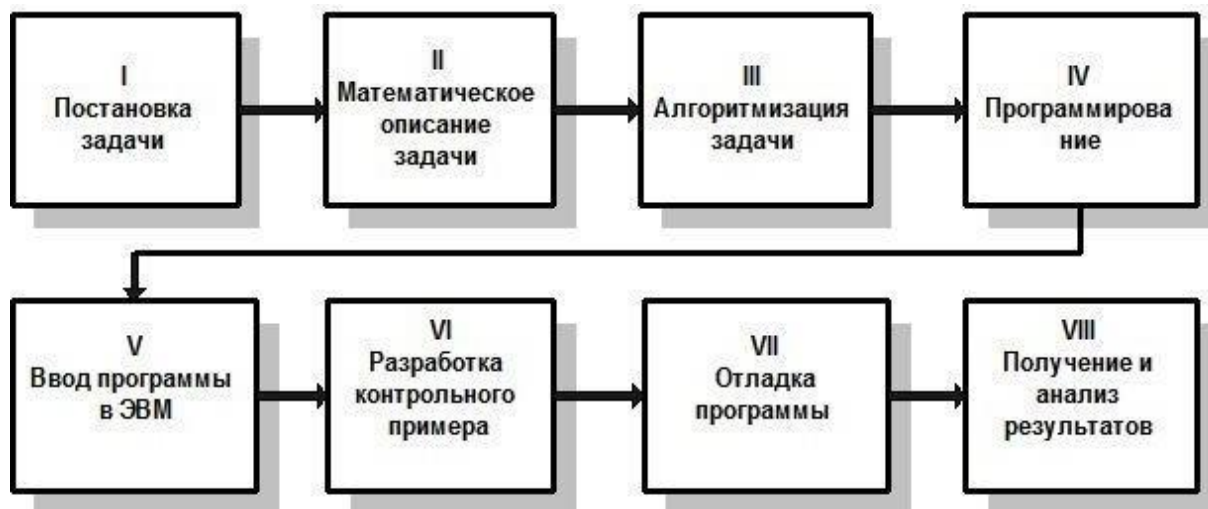 I
Постановка
задачи
II
Математическое
описание
задачи
III
Алгоритмизация
задачи
IV
Программирова
ние
V
Ввод программы
в ЭВМ
VI
Разработка
контрольного
примера
VII
Отладка
программы
VIII
Получение и
анализ
результатов